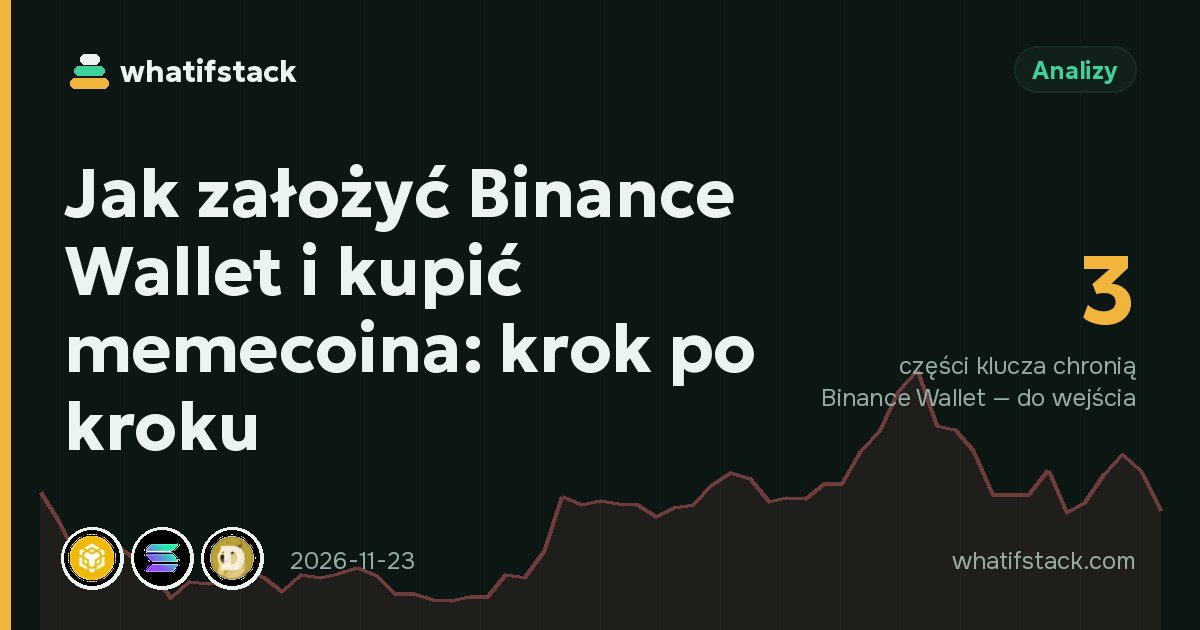 whatifstack
Analizy
Jak założyć Binance
Wallet i kupić
memecoina: krok po
kroku
3
części klucza chronią
Binance Wallet — do wejścia
2026-11-23
whatifstack.com